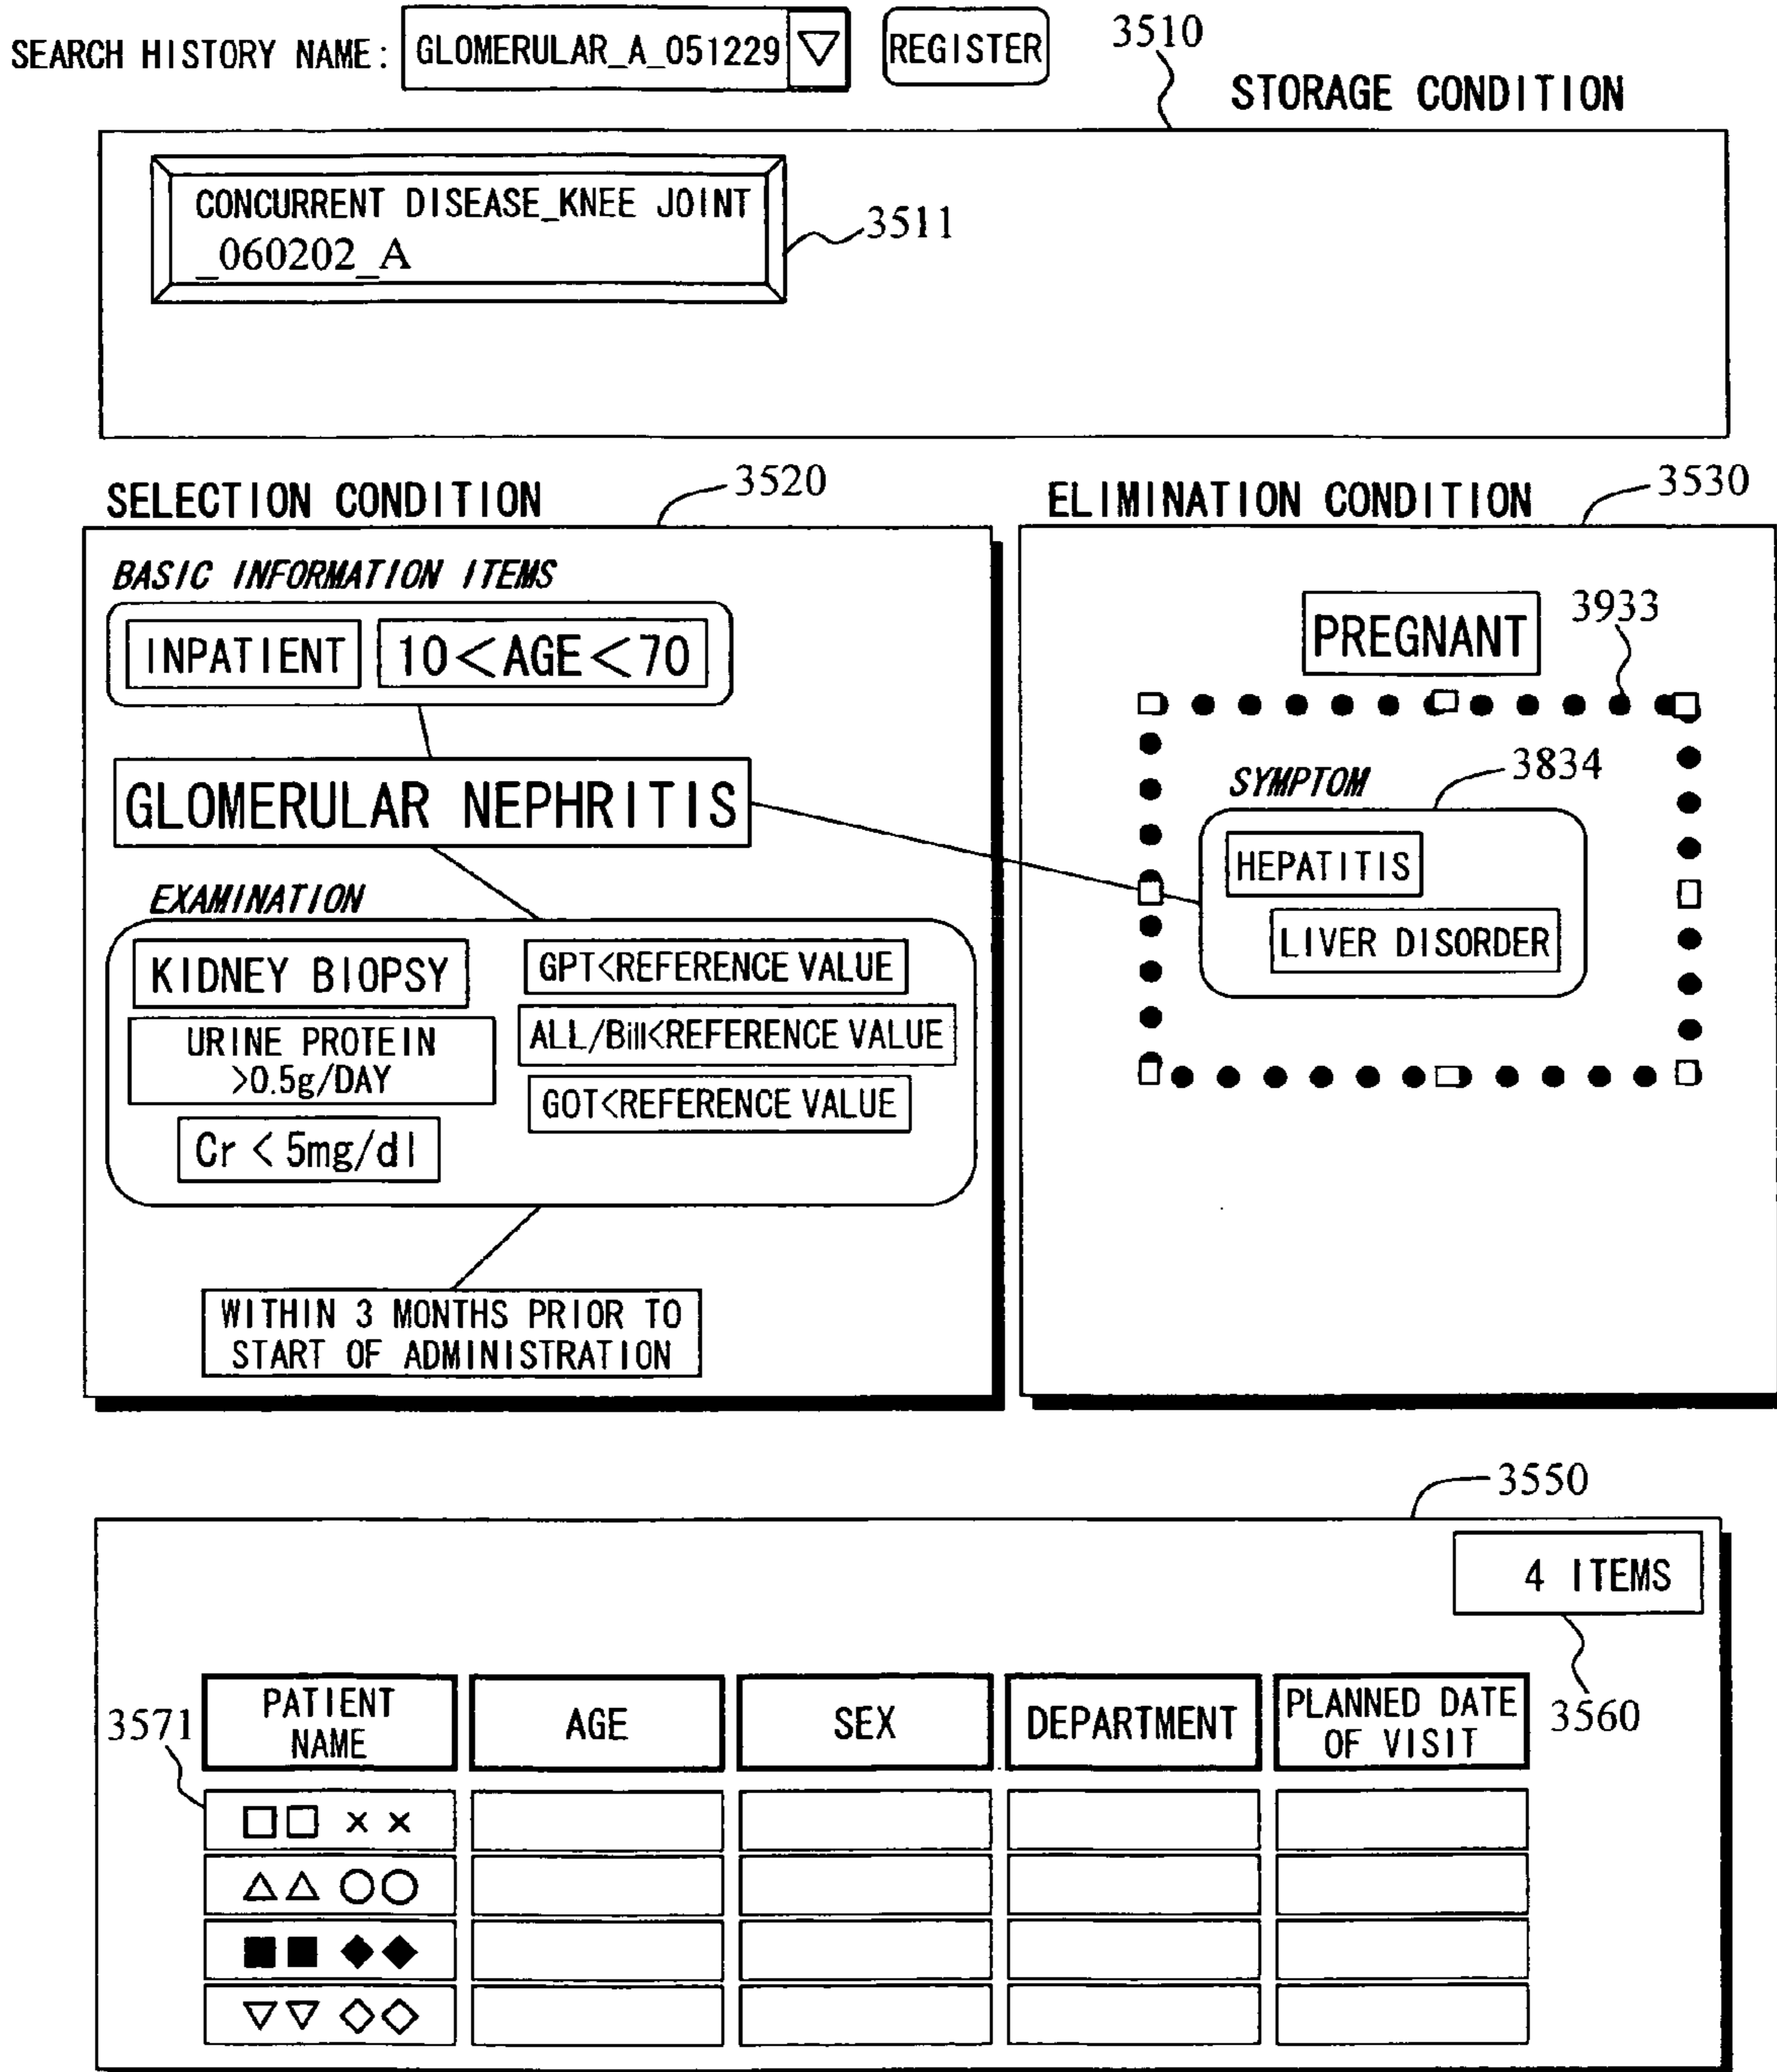 SEARCH HISTORY NAME: GLOMERULAR_A_051229 REGISTER
3510
STORAGE CONDITION
CONCURRENT DISEASE_KNEE JOINT
_060202_A
3511
SELECTION CONDITION
3520
ELIMINATION CONDITION
3530
BASIC INFORMATION ITEMS
INPATIENT
10<AGE<70
GLOMERULAR NEPHRITIS
EXAMINATION
KIDNEY BIOPSY
GPT<REFERENCE VALUE
URINE PROTEIN
>0.5g/DAY
ALL/Bill<REFERENCE VALUE
GOT<REFERENCE VALUE
Cr < 5mg/dl
WITHIN 3 MONTHS PRIOR TO
START OF ADMINISTRATION
PREGNANT
3933
SYMPTOM
3834
HEPATITIS
LIVER DISORDER
3550
4 ITEMS
3560
3571
PATIENT
NAME
AGE
SEX
DEPARTMENT
PLANNED DATE
OF VISIT
□□ ××
△△ ○○
■■ ◆◆
▽▽ ◇◇